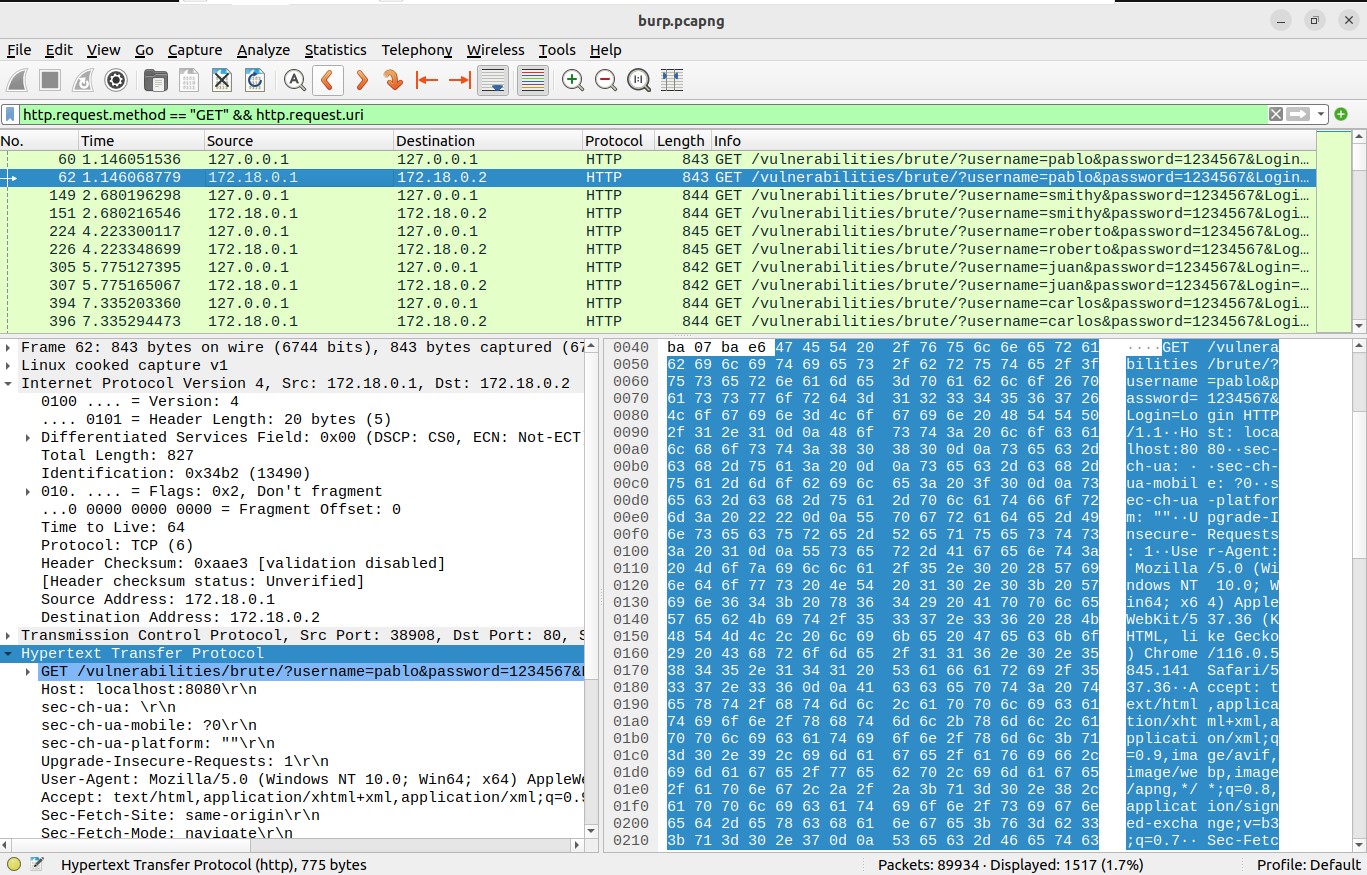 burp.pcapng
File Edit View Go Capture Analyze Statistics Telephony Wireless Tools Help
http.request.method == "GET" && http.request.uri
No. Time Source Destination Protocol Length Info
60 1.146051536 127.0.0.1 127.0.0.1 HTTP 843 GET /vulnerabilities/brute/?username=pablo&password=1234567&Login…
62 1.146068779 172.18.0.1 172.18.0.2 HTTP 843 GET /vulnerabilities/brute/?username=pablo&password=1234567&Login…
149 2.680196298 127.0.0.1 127.0.0.1 HTTP 844 GET /vulnerabilities/brute/?username=smithy&password=1234567&Logi…
151 2.680216546 172.18.0.1 172.18.0.2 HTTP 844 GET /vulnerabilities/brute/?username=smithy&password=1234567&Logi…
224 4.223300117 127.0.0.1 127.0.0.1 HTTP 845 GET /vulnerabilities/brute/?username=roberto&password=1234567&Log…
226 4.223348699 172.18.0.1 172.18.0.2 HTTP 845 GET /vulnerabilities/brute/?username=roberto&password=1234567&Log…
305 5.775127395 127.0.0.1 127.0.0.1 HTTP 842 GET /vulnerabilities/brute/?username=juan&password=1234567&Login=…
307 5.775165067 172.18.0.1 172.18.0.2 HTTP 842 GET /vulnerabilities/brute/?username=juan&password=1234567&Login=…
394 7.335203360 127.0.0.1 127.0.0.1 HTTP 844 GET /vulnerabilities/brute/?username=carlos&password=1234567&Logi…
396 7.335294473 172.18.0.1 172.18.0.2 HTTP 844 GET /vulnerabilities/brute/?username=carlos&password=1234567&Logi…
Frame 62: 843 bytes on wire (6744 bits), 843 bytes captured (67
Linux cooked capture v1
Internet Protocol Version 4, Src: 172.18.0.1, Dst: 172.18.0.2
0100 .... = Version: 4
.... 0101 = Header Length: 20 bytes (5)
Differentiated Services Field: 0x00 (DSCP: CS0, ECN: Not-ECT
Total Length: 827
Identification: 0x34b2 (13490)
010. .... = Flags: 0x2, Don't fragment
...0 0000 0000 0000 = Fragment Offset: 0
Time to Live: 64
Protocol: TCP (6)
Header Checksum: 0xaae3 [validation disabled]
[Header checksum status: Unverified]
Source Address: 172.18.0.1
Destination Address: 172.18.0.2
Transmission Control Protocol, Src Port: 38908, Dst Port: 80, S
Hypertext Transfer Protocol
GET /vulnerabilities/brute/?username=pablo&password=1234567&L
Host: localhost:8080\r\n
sec-ch-ua: \r\n
sec-ch-ua-mobile: ?0\r\n
sec-ch-ua-platform: ""\r\n
Upgrade-Insecure-Requests: 1\r\n
User-Agent: Mozilla/5.0 (Windows NT 10.0; Win64; x64) AppleWe
Accept: text/html,application/xhtml+xml,application/xml;q=0.9
Sec-Fetch-Site: same-origin\r\n
Sec-Fetch-Mode: navigate\r\n
0040 ba 07 ba e6 47 45 54 20 2f 76 75 6c 6e 65 72 61 ····GET /vulnera
0050 62 69 6c 69 74 69 65 73 2f 62 72 75 74 65 2f 3f bilities /brute/?
0060 75 73 65 72 6e 61 6d 65 3d 70 61 62 6c 6f 26 70 username =pablo&p
0070 61 73 73 77 6f 72 64 3d 31 32 33 34 35 36 37 26 assword= 1234567&
0080 4c 6f 67 69 6e 3d 4c 6f 67 69 6e 20 48 54 54 50 Login=Lo gin HTTP
0090 2f 31 2e 31 0d 0a 48 6f 73 74 3a 20 6c 6f 63 61 /1.1··Ho st: loca
00a0 6c 68 6f 73 74 3a 38 30 38 30 0d 0a 73 65 63 2d lhost:80 80··sec-
00b0 63 68 2d 75 61 3a 20 0d 0a 73 65 63 2d 63 68 2d ch-ua: · ·sec-ch-
00c0 75 61 2d 6d 6f 62 69 6c 65 3a 20 3f 30 0d 0a 73 ua-mobil e: ?0··s
00d0 65 63 2d 63 68 2d 75 61 2d 70 6c 61 74 66 6f 72 ec-ch-ua -platfor
00e0 6d 3a 20 22 22 0d 0a 55 70 67 72 61 64 65 2d 49 m: ""··U pgrade-I
00f0 6e 73 65 63 75 72 65 2d 52 65 71 75 65 73 74 73 nsecure- Requests
0100 3a 20 31 0d 0a 55 73 65 72 2d 41 67 65 6e 74 3a : 1··Use r-Agent:
0110 20 4d 6f 7a 69 6c 6c 61 2f 35 2e 30 20 28 57 69 Mozilla /5.0 (Wi
0120 6e 64 6f 77 73 20 4e 54 20 31 30 2e 30 3b 20 57 ndows NT 10.0; W
0130 69 6e 36 34 3b 20 78 36 34 29 20 41 70 70 6c 65 in64; x6 4) Apple
0140 57 65 62 4b 69 74 2f 35 33 37 2e 33 36 20 28 4b WebKit/5 37.36 (K
0150 48 54 4d 4c 2c 20 6c 69 6b 65 20 47 65 63 6b 6f HTML, li ke Gecko
0160 29 20 43 68 72 6f 6d 65 2f 31 31 36 2e 30 2e 35 ) Chrome /116.0.5
0170 38 34 35 2e 31 34 31 20 53 61 66 61 72 69 2f 35 845.141 Safari/5
0180 33 37 2e 33 36 0d 0a 41 63 63 65 70 74 3a 20 74 37.36··A ccept: t
0190 65 78 74 2f 68 74 6d 6c 2c 61 70 70 6c 69 63 61 ext/html ,applica
01a0 74 69 6f 6e 2f 78 68 74 6d 6c 2b 78 6d 6c 2c 61 tion/xht ml+xml,a
01b0 70 70 6c 69 63 61 74 69 6f 6e 2f 78 6d 6c 3b 71 pplicati on/xml;q
01c0 3d 30 2e 39 2c 69 6d 61 67 65 2f 61 76 69 66 2c =0.9,ima ge/avif,
01d0 69 6d 61 67 65 2f 77 65 62 70 2c 69 6d 61 67 65 image/we bp,image
01e0 2f 61 70 6e 67 2c 2a 2f 2a 3b 71 3d 30 2e 38 2c /apng,*/ *;q=0.8,
01f0 61 70 70 6c 69 63 61 74 69 6f 6e 2f 73 69 67 6e applicat ion/sign
0200 65 64 2d 65 78 63 68 61 6e 67 65 3b 76 3d 62 33 ed-excha nge;v=b3
0210 3b 71 3d 30 2e 37 0d 0a 53 65 63 2d 46 65 74 63 ;q=0.7·· Sec-Fetc
Hypertext Transfer Protocol (http), 775 bytes
Packets: 89934 · Displayed: 1517 (1.7%)
Profile: Default